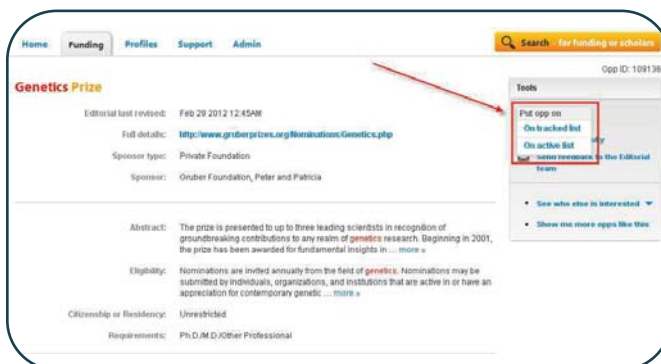 Home Funding Profiles Support Admin
Search - for funding or scholars
Opp ID: 109136
Genetics Prize
Editorial last revised: Feb 29 2012 12:45AM
Full details: http://www.gruberprizes.org/Nominations/Genetics.php
Sponsor type: Private Foundation
Sponsor: Gruber Foundation, Peter and Patricia
Abstract: The prize is presented to up to three leading scientists in recognition of
groundbreaking contributions to any realm of genetics research. Beginning in 2001,
the prize has been awarded for fundamental insights in ... more »
Eligibility: Nominations are invited annually from the field of genetics. Nominations may be
submitted by individuals, organizations, and institutions that are active in or have an
appreciation for contemporary genetic ... more »
Citizenship or Residency: Unrestricted
Requirements: Ph.D./M.D./Other Professional
Tools
Put opp on
On tracked list
On active list
Send feedback to the Editorial
team
See who else is interested
Show me more opps like this